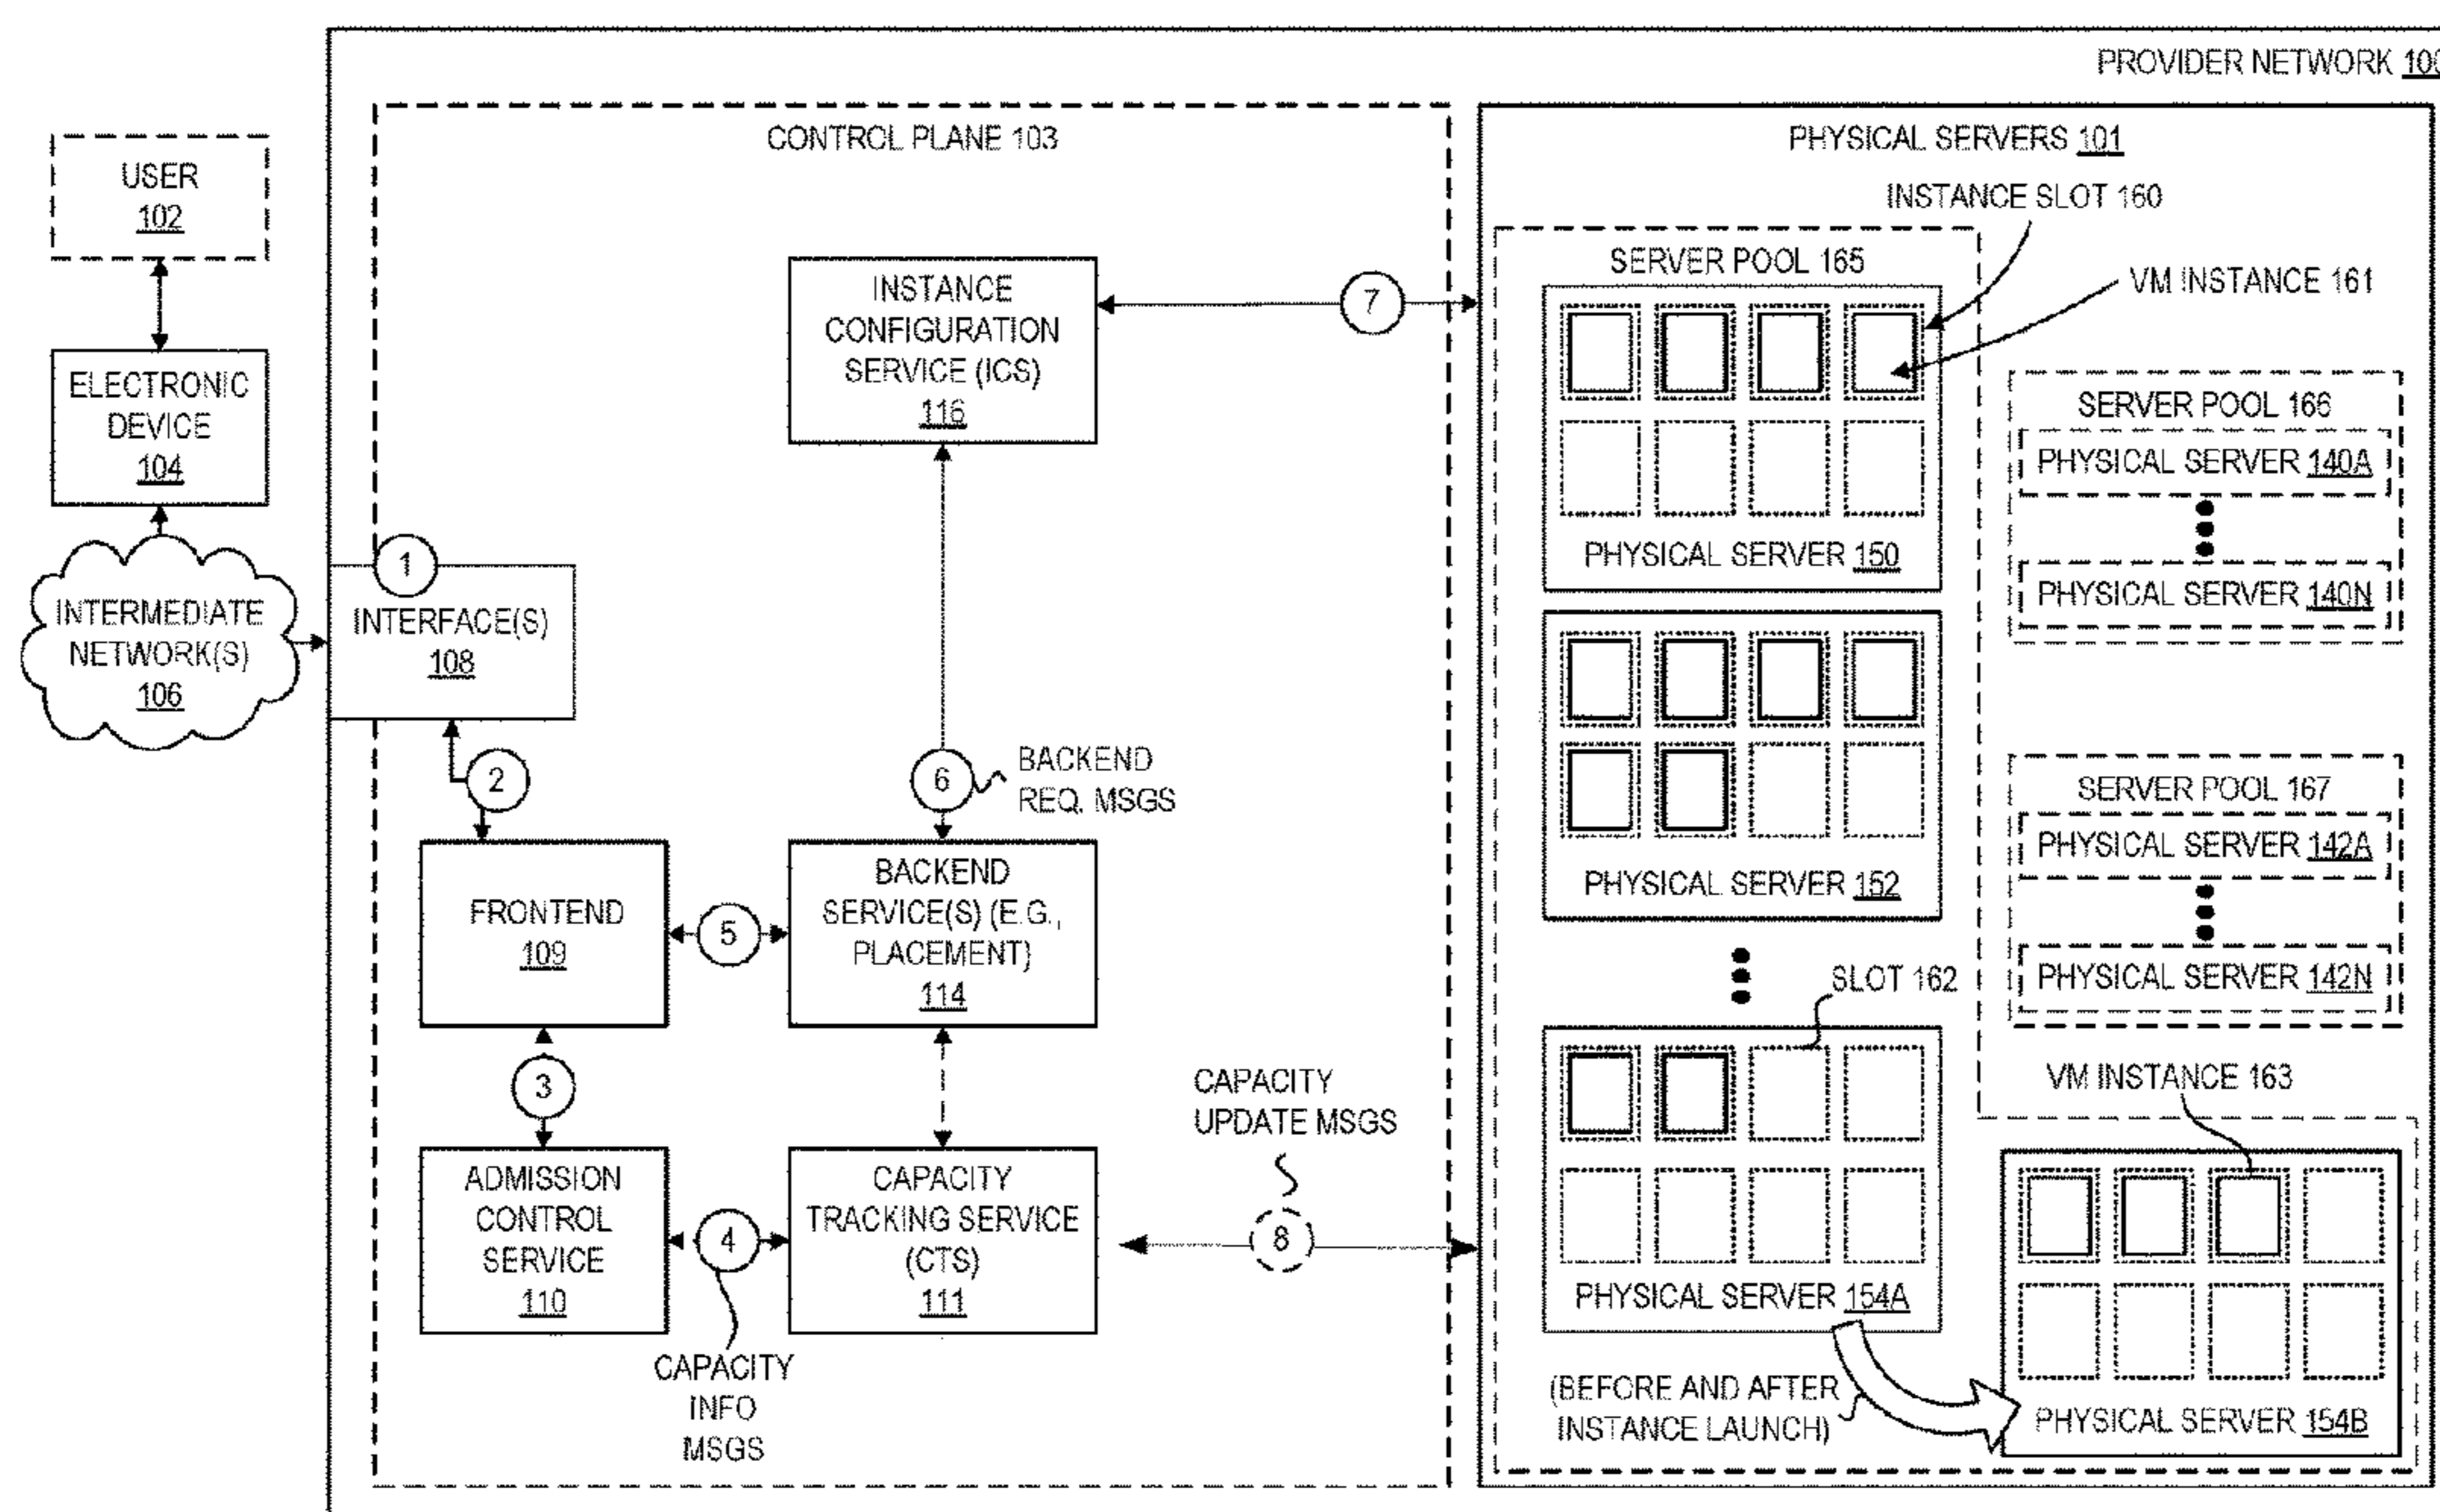 PROVIDER NETWORK 100
CONTROL PLANE 103
USER
102
ELECTRONIC
DEVICE
104
INTERMEDIATE
NETWORK(S)
106
1
INTERFACE(S)
108
2
FRONTEND
109
3
ADMISSION
CONTROL
SERVICE
110
4
CAPACITY
INFO
MSGS
5
INSTANCE
CONFIGURATION
SERVICE (ICS)
116
6
BACKEND
REQ. MSGS
BACKEND
SERVICE(S) (E.G.,
PLACEMENT)
114
CAPACITY
TRACKING SERVICE
(CTS)
111
7
CAPACITY
UPDATE MSGS
8
PHYSICAL SERVERS 101
INSTANCE SLOT 160
SERVER POOL 165
VM INSTANCE 161
PHYSICAL SERVER 150
PHYSICAL SERVER 152
SLOT 162
PHYSICAL SERVER 154A
(BEFORE AND AFTER
INSTANCE LAUNCH)
SERVER POOL 166
PHYSICAL SERVER 140A
PHYSICAL SERVER 140N
SERVER POOL 167
PHYSICAL SERVER 142A
PHYSICAL SERVER 142N
VM INSTANCE 163
PHYSICAL SERVER 154B